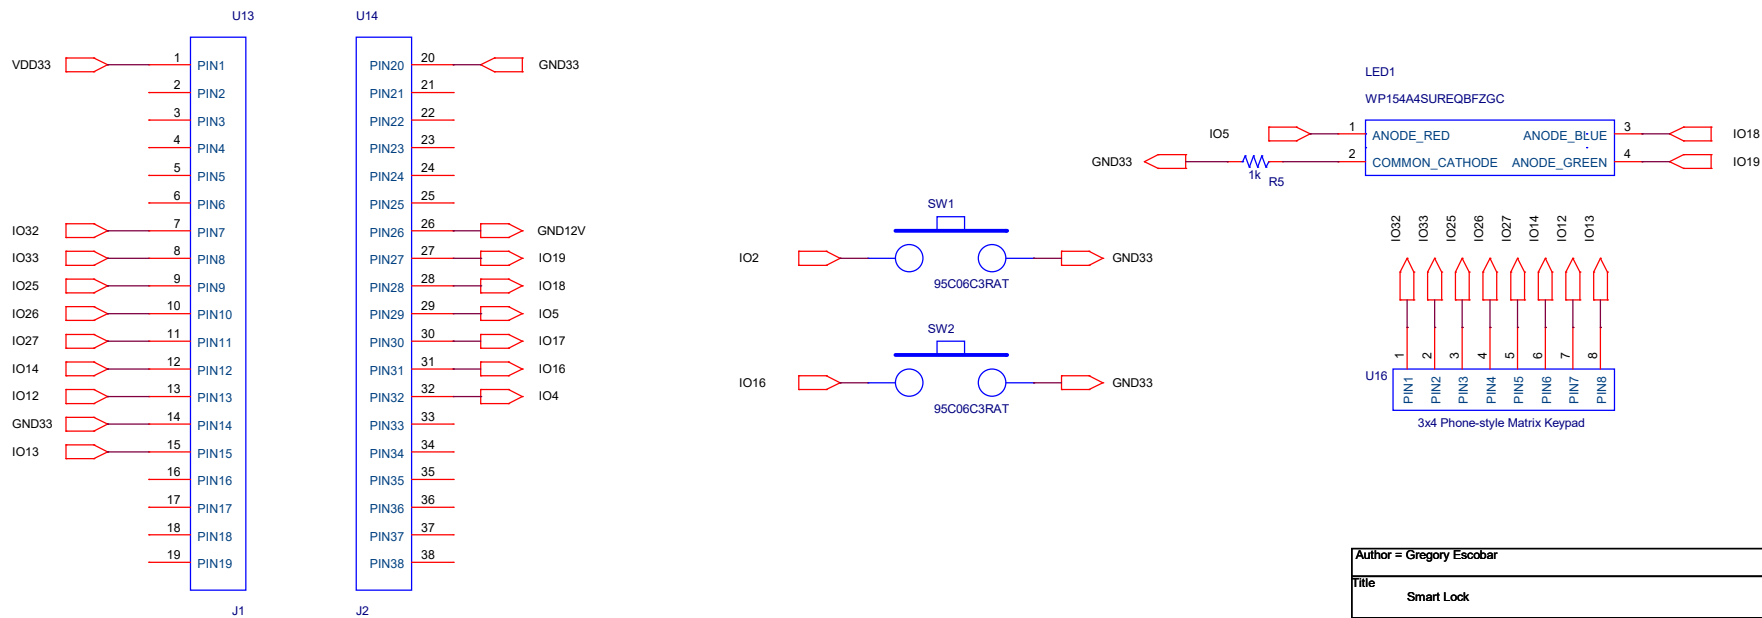 U13
U14
VDD33 1 PIN1
2 PIN2
3 PIN3
4 PIN4
5 PIN5
6 PIN6
IO32 7 PIN7
IO33 8 PIN8
IO25 9 PIN9
IO26 10 PIN10
IO27 11 PIN11
IO14 12 PIN12
IO12 13 PIN13
GND33 14 PIN14
IO13 15 PIN15
16 PIN16
17 PIN17
18 PIN18
19 PIN19
J1
PIN20 20 GND33
PIN21 21
PIN22 22
PIN23 23
PIN24 24
PIN25 25
PIN26 26 GND12V
PIN27 27 IO19
PIN28 28 IO18
PIN29 29 IO5
PIN30 30 IO17
PIN31 31 IO16
PIN32 32 IO4
PIN33 33
PIN34 34
PIN35 35
PIN36 36
PIN37 37
PIN38 38
J2
SW1
IO2 GND33
95C06C3RAT
SW2
IO16 GND33
95C06C3RAT
LED1
WP154A4SUREQBFZGC
IO5 1 ANODE_RED ANODE_BLUE 3 IO18
GND33 1k R5 2 COMMON_CATHODE ANODE_GREEN 4 IO19
IO32 IO33 IO25 IO26 IO27 IO14 IO12 IO13
1 2 3 4 5 6 7 8
U16 PIN1 PIN2 PIN3 PIN4 PIN5 PIN6 PIN7 PIN8
3x4 Phone-style Matrix Keypad
Author = Gregory Escobar
Title
Smart Lock